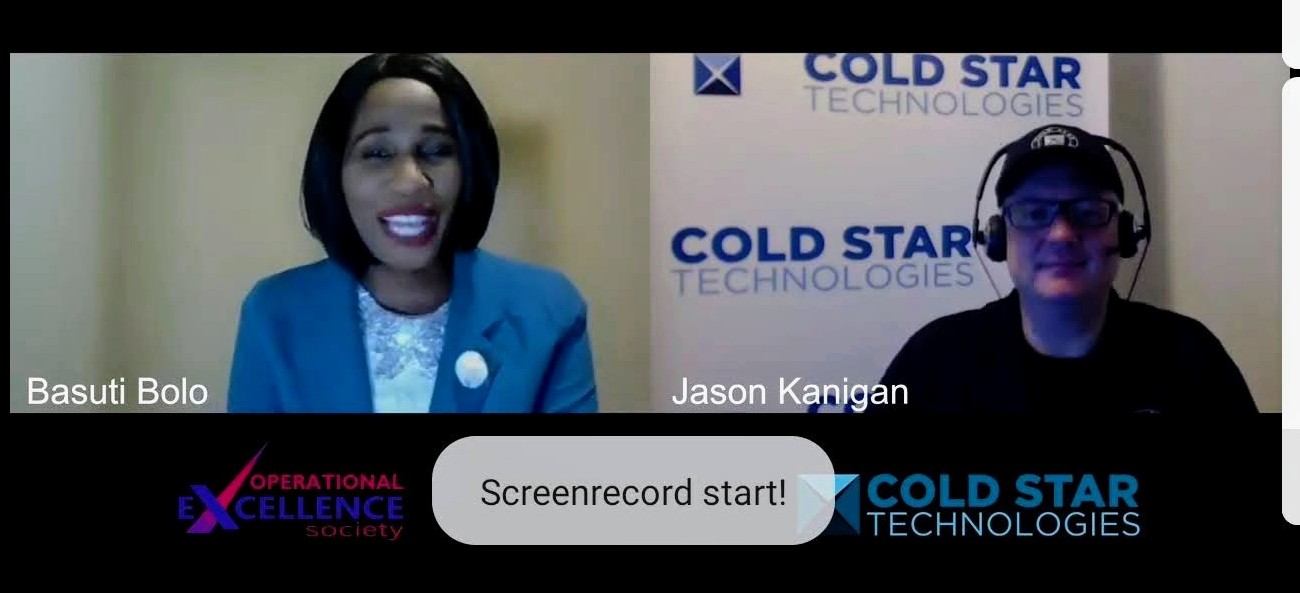 COLD STAR
TECHNOLOGIES
COLD STAR
TECHNOLOGIES
Basuti Bolo
Jason Kanigan
OPERATIONAL
EXCELLENCE
society
Screenrecord start!
COLD STAR
TECHNOLOGIES